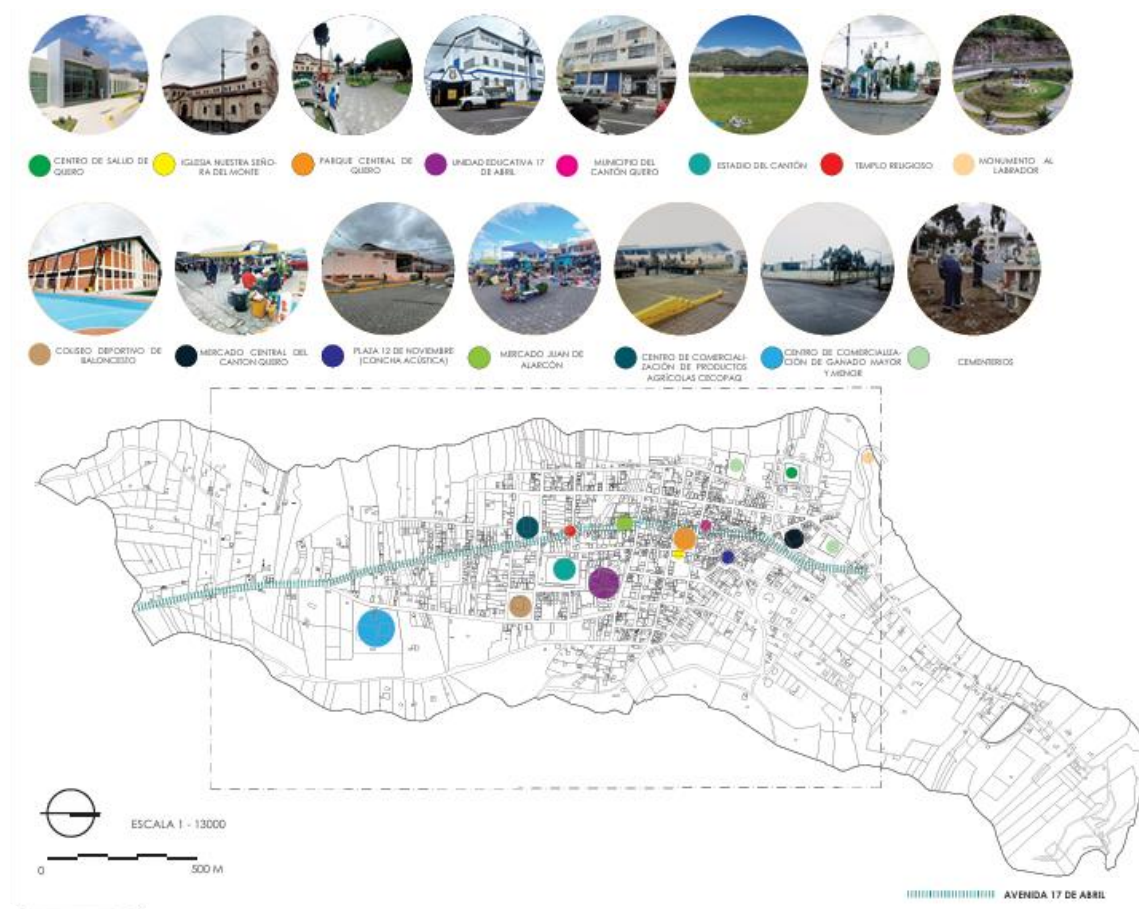 CENTRO DE SALUD DE
QUERO
IGLESIA NUESTRA SEÑO-
RA DEL MONTE
PARQUE CENTRAL DE
QUERO
UNIDAD EDUCATIVA 17
DE ABRIL
MUNICIPIO DEL
CANTÓN QUERO
ESTADIO DEL CANTÓN
TEMPLO RELIGIOSO
MONUMENTO AL
LABRADOR
COLISEO DEPORTIVO DE
BALONCESTO
MERCADO CENTRAL DEL
CANTON QUERO
PLAZA 12 DE NOVIEMBRE
(CONCHA ACÚSTICA)
MERCADO JUAN DE
ALARCÓN
CENTRO DE COMERCIALI-
ZACIÓN DE PRODUCTOS
AGRÍCOLAS CECOPAQ
CENTRO DE COMERCIALIZA-
CIÓN DE GANADO MAYOR
Y MENOR
CEMENTERIOS
ESCALA 1 - 13000
0
500 M
AVENIDA 17 DE ABRIL